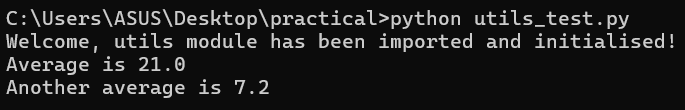 C:\Users\ASUS\Desktop\practical>python utils_test.py
Welcome, utils module has been imported and initialised!
Average is 21.0
Another average is 7.2